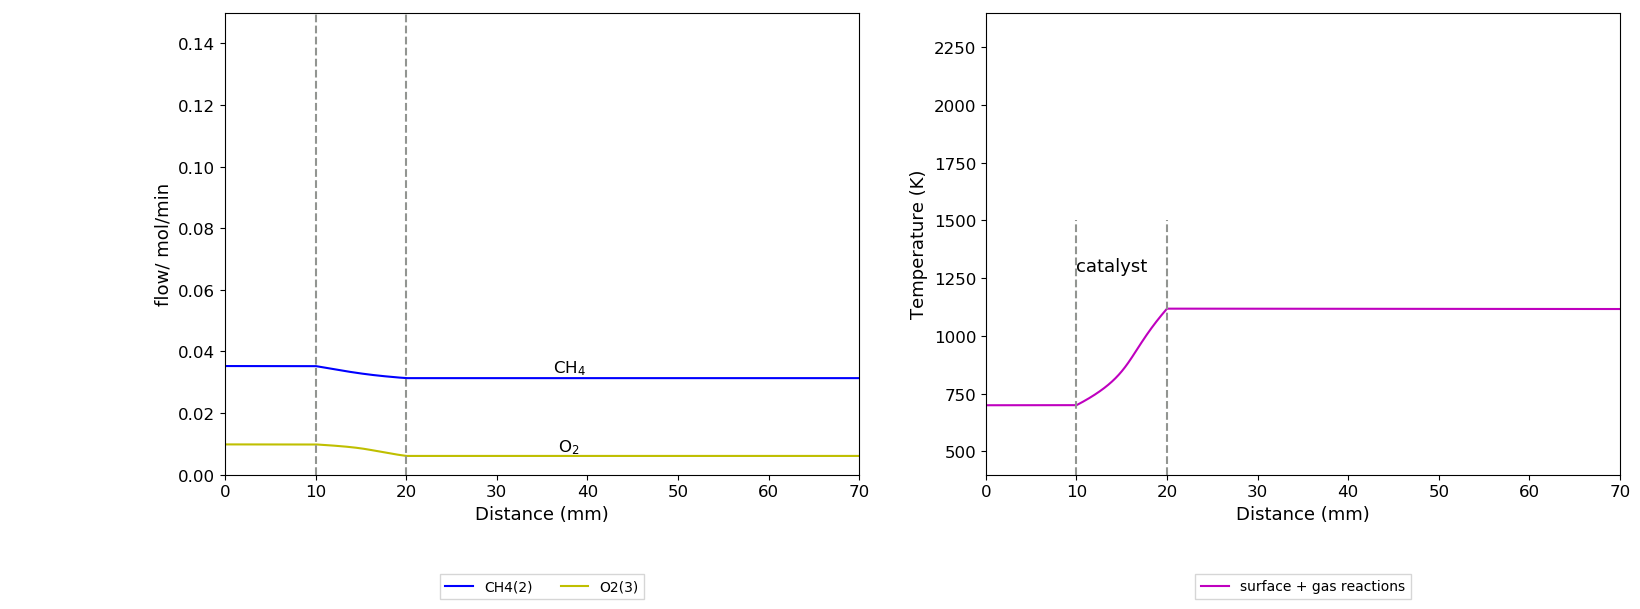 0.14
0.12
0.10
0.08
0.06
0.04
0.02
0.00
flow/ mol/min
CH₄
O₂
0 10 20 30 40 50 60 70
Distance (mm)
CH4(2) O2(3)
2250
2000
1750
1500
1250
1000
750
500
Temperature (K)
catalyst
0 10 20 30 40 50 60 70
Distance (mm)
surface + gas reactions